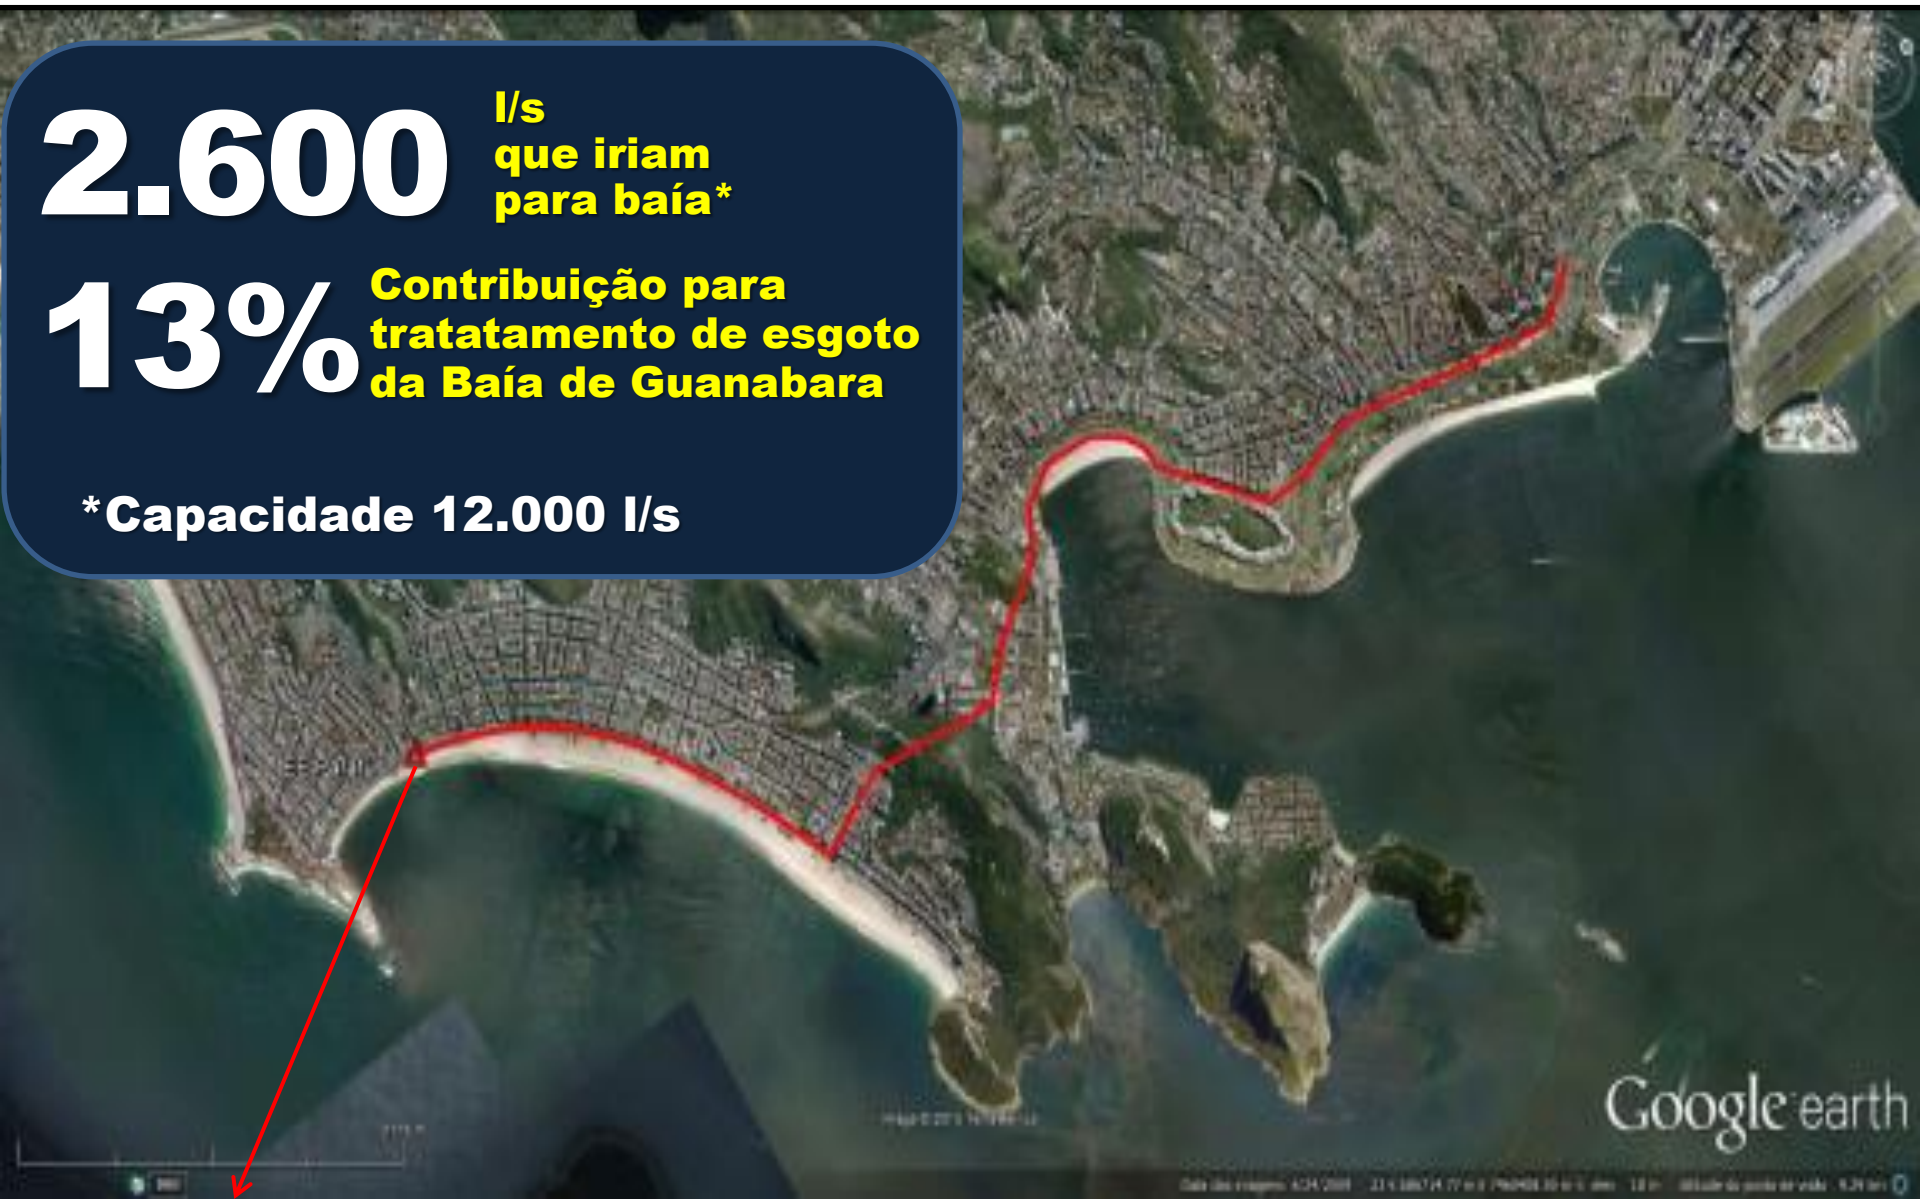 2.600
l/s
que iriam
para baía*
13%
Contribuição para
tratatamento de esgoto
da Baía de Guanabara
*Capacidade 12.000 l/s
Google earth